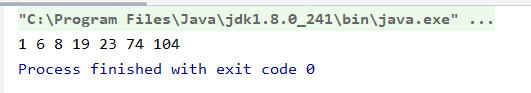 "C:\Program Files\Java\jdk1.8.0_241\bin\java.exe" ...
1 6 8 19 23 74 104
Process finished with exit code 0